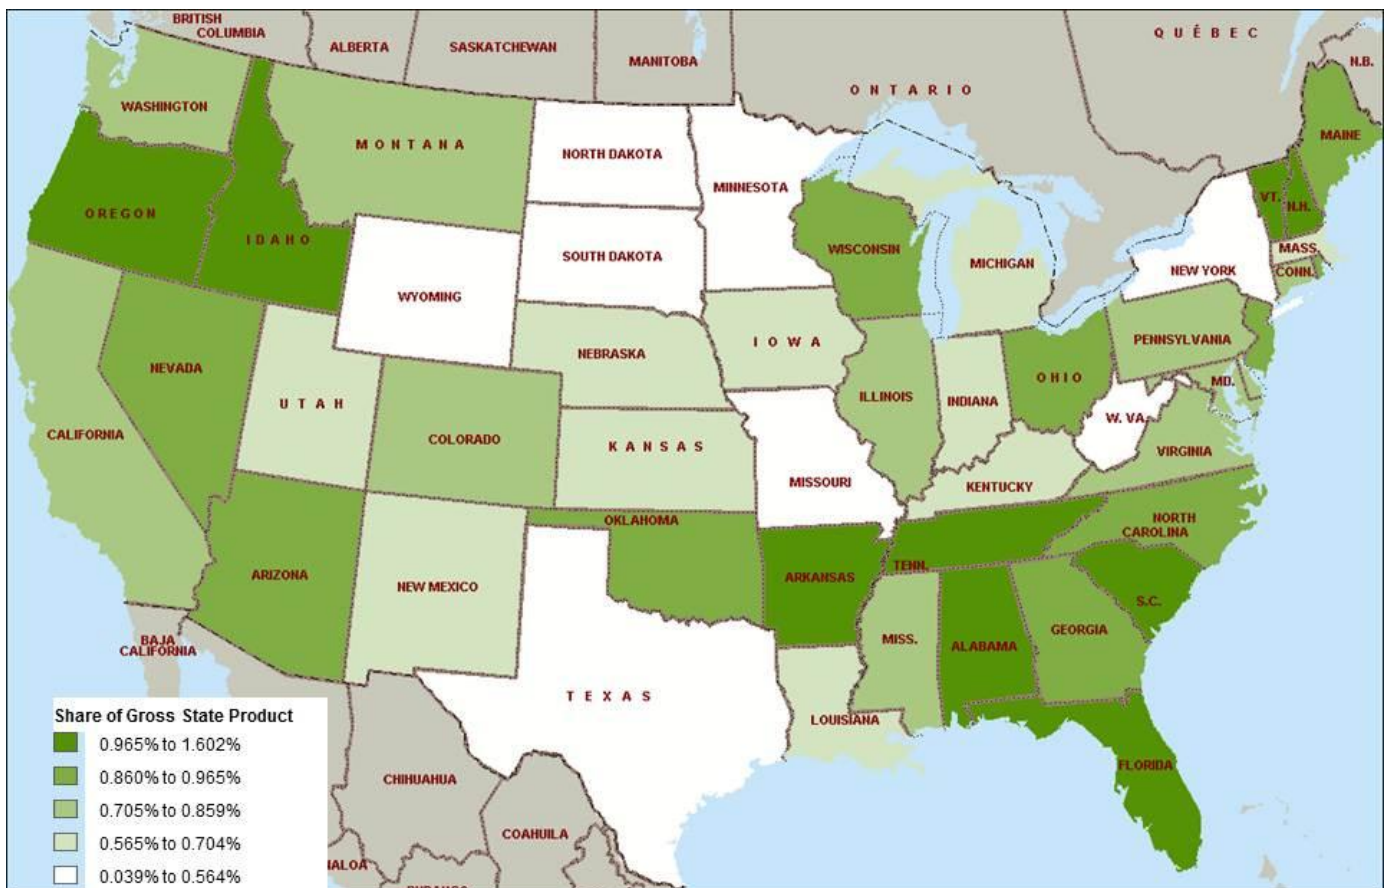 BRITISH
COLUMBIA
ALBERTA
SASKATCHEWAN
MANITOBA
ONTARIO
QUÉBEC
N.B.
WASHINGTON
MONTANA
NORTH DAKOTA
MINNESOTA
MAINE
OREGON
IDAHO
SOUTH DAKOTA
WISCONSIN
MICHIGAN
VT.
N.H.
MASS.
NEW YORK
CONN.
WYOMING
NEBRASKA
IOWA
PENNSYLVANIA
NEVADA
UTAH
COLORADO
KANSAS
ILLINOIS
INDIANA
OHIO
MD.
W. VA.
VIRGINIA
CALIFORNIA
MISSOURI
KENTUCKY
OKLAHOMA
NORTH
CAROLINA
ARIZONA
NEW MEXICO
ARKANSAS
TENN.
S.C.
MISS.
ALABAMA
GEORGIA
BAJA
CALIFORNIA
TEXAS
LOUISIANA
FLORIDA
CHIHUAHUA
COAHUILA
Share of Gross State Product
0.965% to 1.602%
0.860% to 0.965%
0.705% to 0.859%
0.565% to 0.704%
0.039% to 0.564%